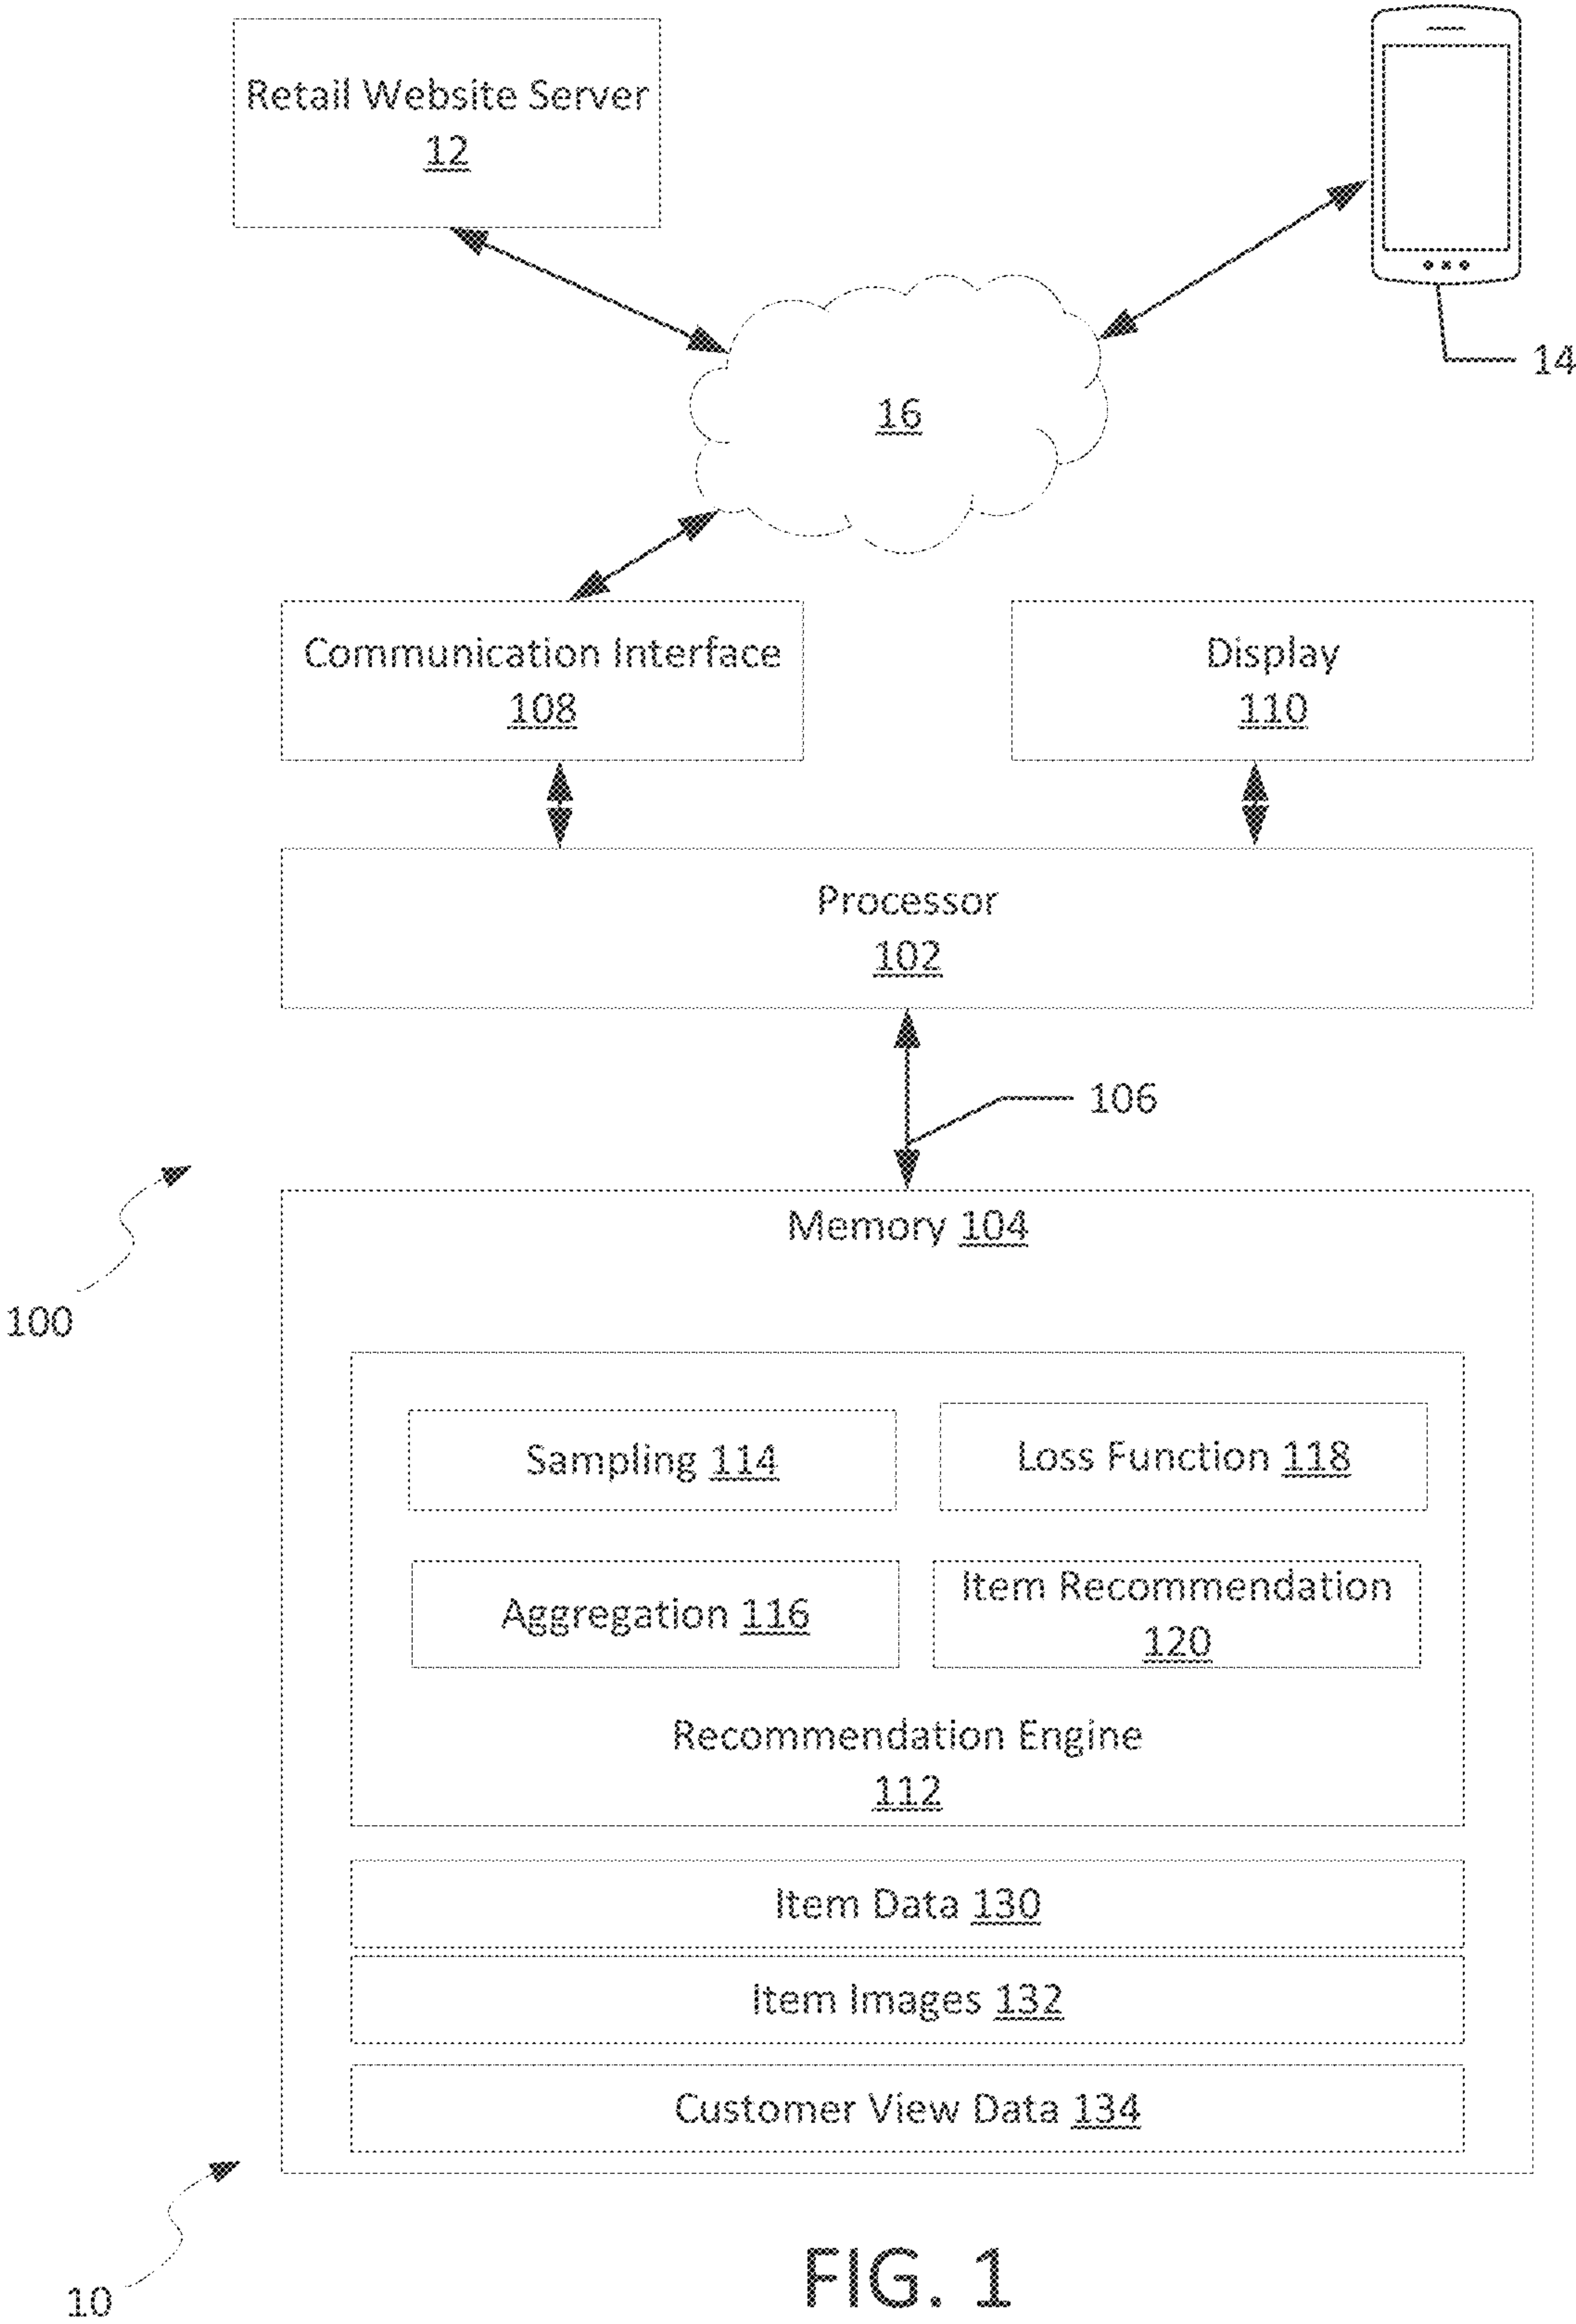 Retail Website Server
12
14
16
Communication Interface
108
Display
110
Processor
102
106
100
Memory 104
Sampling 114
Loss Function 118
Aggregation 116
Item Recommendation
120
Recommendation Engine
112
Item Data 130
Item Images 132
Customer View Data 134
10
FIG. 1